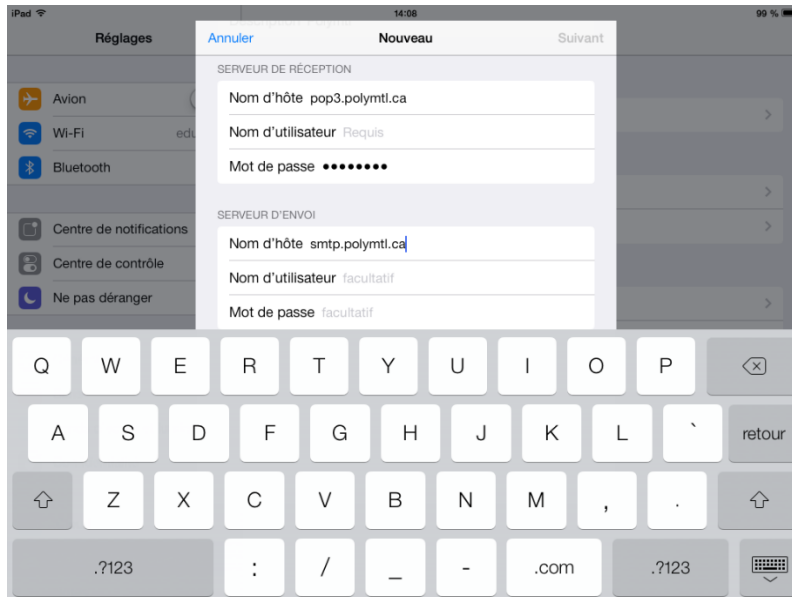 iPad 14:08 99 %
Réglages
Annuler Nouveau Suivant
SERVEUR DE RÉCEPTION
Avion
Nom d'hôte pop3.polymtl.ca
Wi-Fi edu
Nom d'utilisateur Requis
Bluetooth
Mot de passe ••••••••
SERVEUR D'ENVOI
Centre de notifications
Nom d'hôte smtp.polymtl.ca
Centre de contrôle
Nom d'utilisateur facultatif
Ne pas déranger
Mot de passe facultatif
Q W E R T Y U I O P
A S D F G H J K L ` retour
Z X C V B N M , .
.?123 : / _ - .com .?123